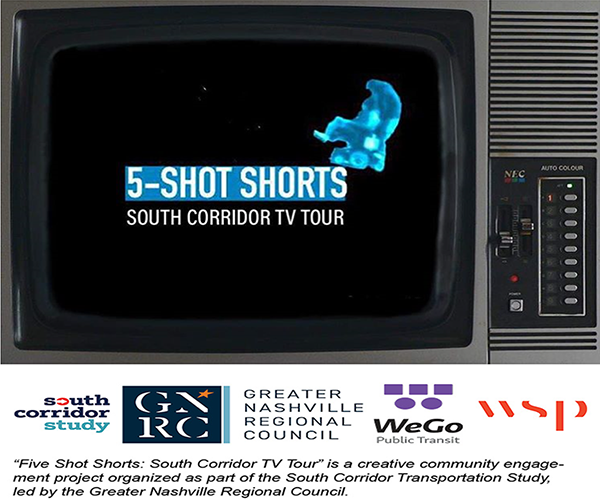 5-SHOT SHORTS
SOUTH CORRIDOR TV TOUR
NEC
AUTO COLOUR
1
POWER
south
corridor
study
GN
RC
GREATER
NASHVILLE
REGIONAL
COUNCIL
WeGo
Public Transit
wsp
“Five Shot Shorts: South Corridor TV Tour” is a creative community engage-
ment project organized as part of the South Corridor Transportation Study,
led by the Greater Nashville Regional Council.